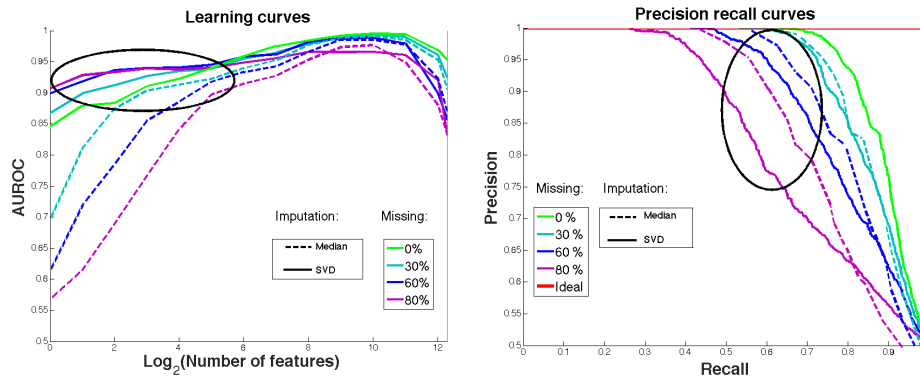 Learning curves
AUROC
1
0.95
0.9
0.85
0.8
0.75
0.7
0.65
0.6
0.55
0.5
0 2 4 6 8 10 12
Log2(Number of features)
Imputation: Missing:
Median
SVD
0%
30%
60%
80%
Precision recall curves
Precision
1
0.95
0.9
0.85
0.8
0.75
0.7
0.65
0.6
0.55
0.5
0 0.1 0.2 0.3 0.4 0.5 0.6 0.7 0.8 0.9
Recall
Missing: Imputation:
0 %
30 %
60 %
80 %
Ideal
Median
SVD